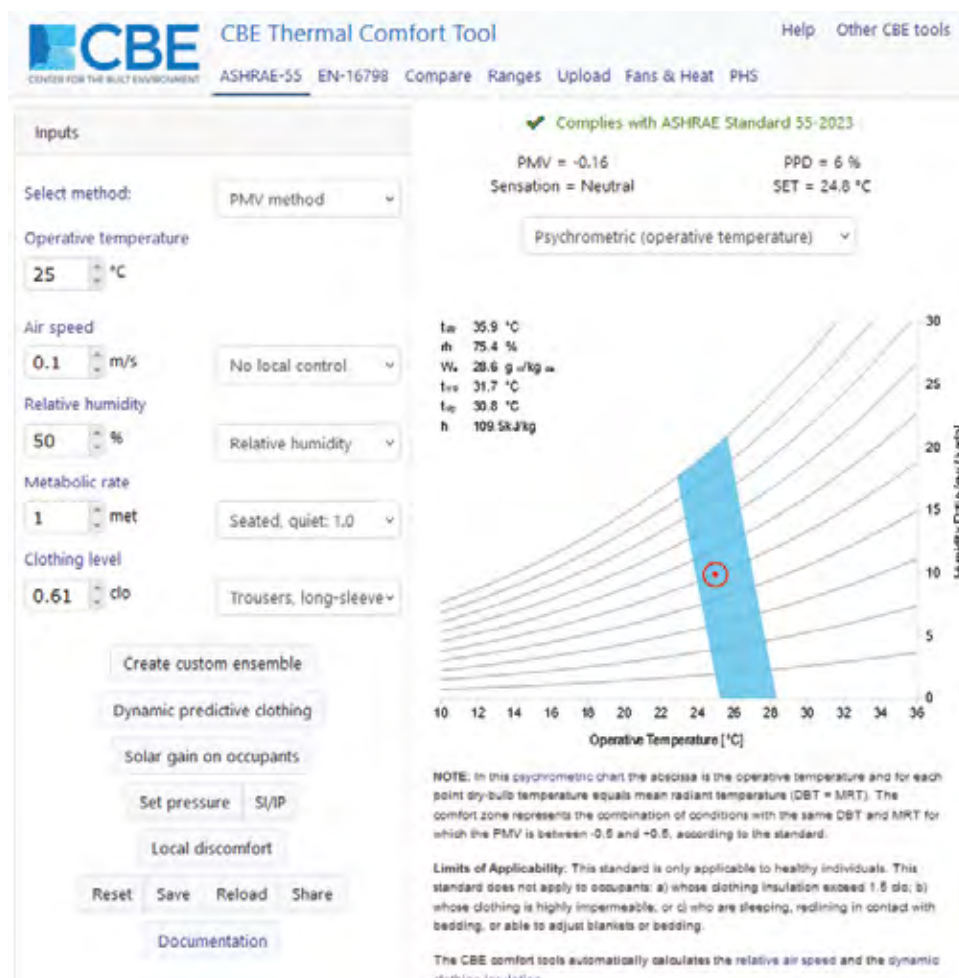 CBE
CENTER FOR THE BUILT ENVIRONMENT
CBE Thermal Comfort Tool
Help Other CBE tools
ASHRAE-55 EN-16798 Compare Ranges Upload Fans & Heat PHS
Inputs
Select method:
PMV method
Operative temperature
25 °C
Air speed
0.1 m/s
No local control
Relative humidity
50 %
Relative humidity
Metabolic rate
1 met
Seated, quiet: 1.0
Clothing level
0.61 clo
Trousers, long-sleeve
Create custom ensemble
Dynamic predictive clothing
Solar gain on occupants
Set pressure SI/IP
Local discomfort
Reset Save Reload Share
Documentation
✔ Complies with ASHRAE Standard 55-2023
PMV = -0.16 PPD = 6 %
Sensation = Neutral SET = 24.8 °C
Psychrometric (operative temperature)
35.9 °C
rh 75.4 %
28.6 g
31.7 °C
30.8 °C
h 109.5kJ/kg
30
25
20
15
10
5
0
Humidity Ratio
10 12 14 16 18 20 22 24 26 28 30 32 34 36
Operative Temperature [°C]
NOTE: In this psychrometric chart the abscissa is the operative temperature and for each
point dry-bulb temperature equals mean radiant temperature (DBT = MRT). The
comfort zone represents the combination of conditions with the same DBT and MRT for
which the PMV is between -0.5 and +0.5, according to the standard.
Limits of Applicability: This standard is only applicable to healthy individuals. This
standard does not apply to occupants: a) whose clothing insulation exceed 1.5 clo; b)
whose clothing is highly impermeable; or c) who are sleeping, reclining in contact with
bedding, or able to adjust blankets or bedding.
The CBE comfort tools automatically calculates the relative air speed and the dynamic